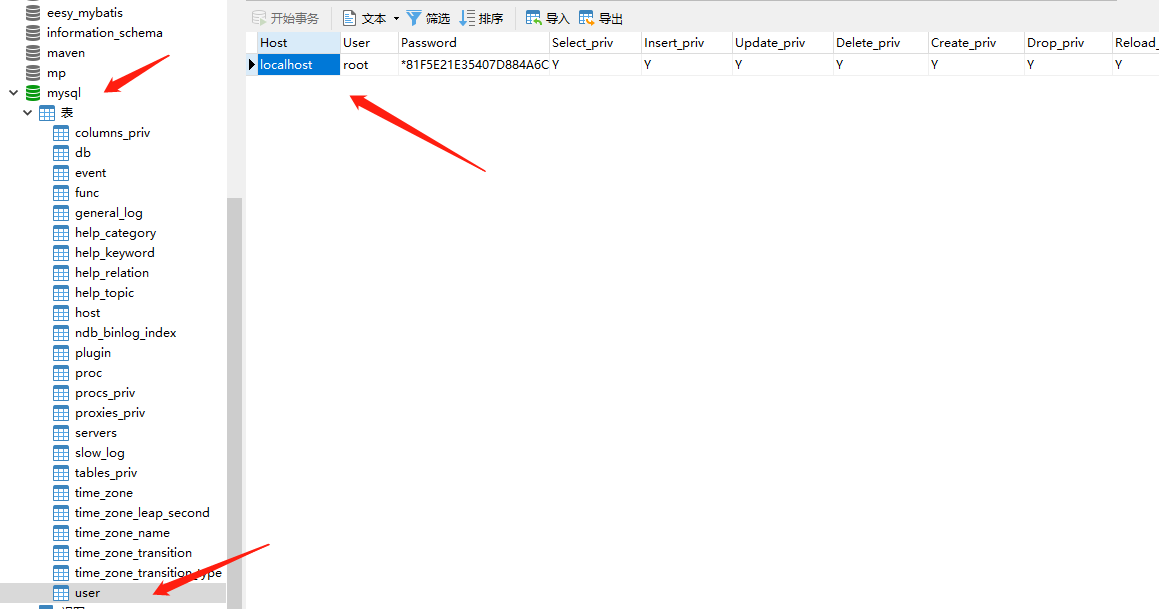 eesy_mybatis
information_schema
maven
mp
mysql
表
columns_priv
db
event
func
general_log
help_category
help_keyword
help_relation
help_topic
host
ndb_binlog_index
plugin
proc
procs_priv
proxies_priv
servers
slow_log
tables_priv
time_zone
time_zone_leap_second
time_zone_name
time_zone_transition
time_zone_transition_type
user
开始事务 文本 筛选 排序 导入 导出
Host User Password Select_priv Insert_priv Update_priv Delete_priv Create_priv Drop_priv Reload_
localhost root *81F5E21E35407D884A6C Y Y Y Y Y Y Y